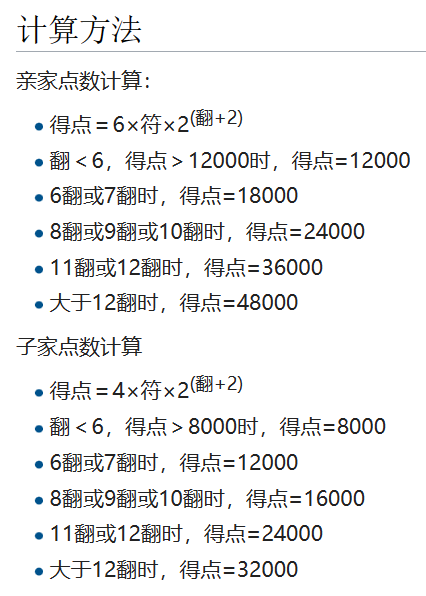 计算方法
亲家点数计算：
得点＝6×符×2(翻+2)
翻＜6，得点＞12000时，得点=12000
6翻或7翻时，得点=18000
8翻或9翻或10翻时，得点=24000
11翻或12翻时，得点=36000
大于12翻时，得点=48000
子家点数计算
得点＝4×符×2(翻+2)
翻＜6，得点＞8000时，得点=8000
6翻或7翻时，得点=12000
8翻或9翻或10翻时，得点=16000
11翻或12翻时，得点=24000
大于12翻时，得点=32000